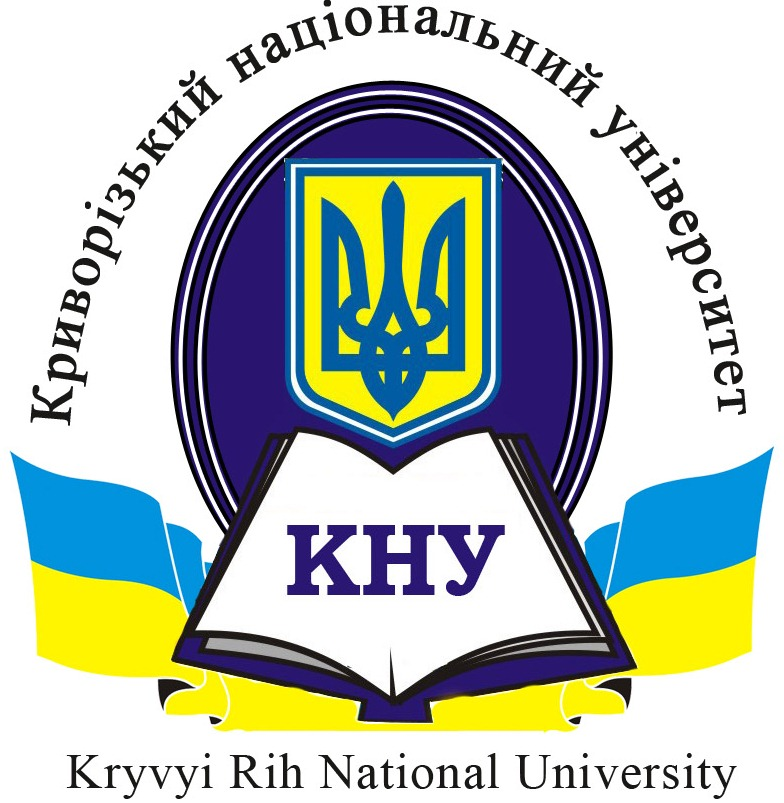 Криворізький національний університет
КНУ
Kryvyi Rih National University